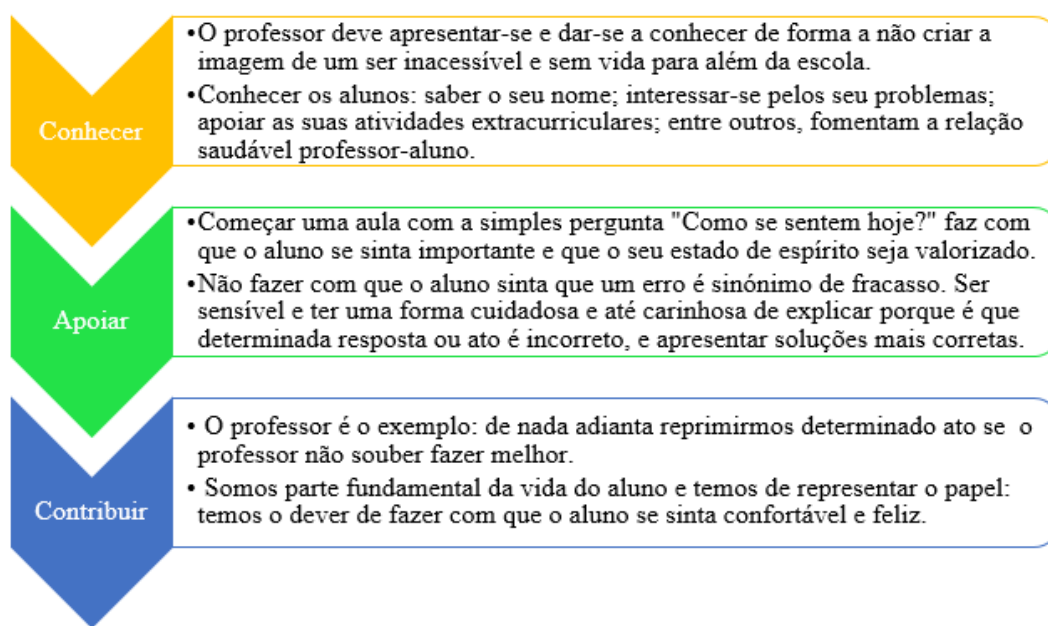 Conhecer
•O professor deve apresentar-se e dar-se a conhecer de forma a não criar a
imagem de um ser inacessível e sem vida para além da escola.
•Conhecer os alunos: saber o seu nome; interessar-se pelos seu problemas;
apoiar as suas atividades extracurriculares; entre outros, fomentam a relação
saudável professor-aluno.
Apoiar
•Começar uma aula com a simples pergunta "Como se sentem hoje?" faz com
que o aluno se sinta importante e que o seu estado de espírito seja valorizado.
•Não fazer com que o aluno sinta que um erro é sinónimo de fracasso. Ser
sensível e ter uma forma cuidadosa e até carinhosa de explicar porque é que
determinada resposta ou ato é incorreto, e apresentar soluções mais corretas.
Contribuir
• O professor é o exemplo: de nada adianta reprimirmos determinado ato se o
professor não souber fazer melhor.
• Somos parte fundamental da vida do aluno e temos de representar o papel:
temos o dever de fazer com que o aluno se sinta confortável e feliz.